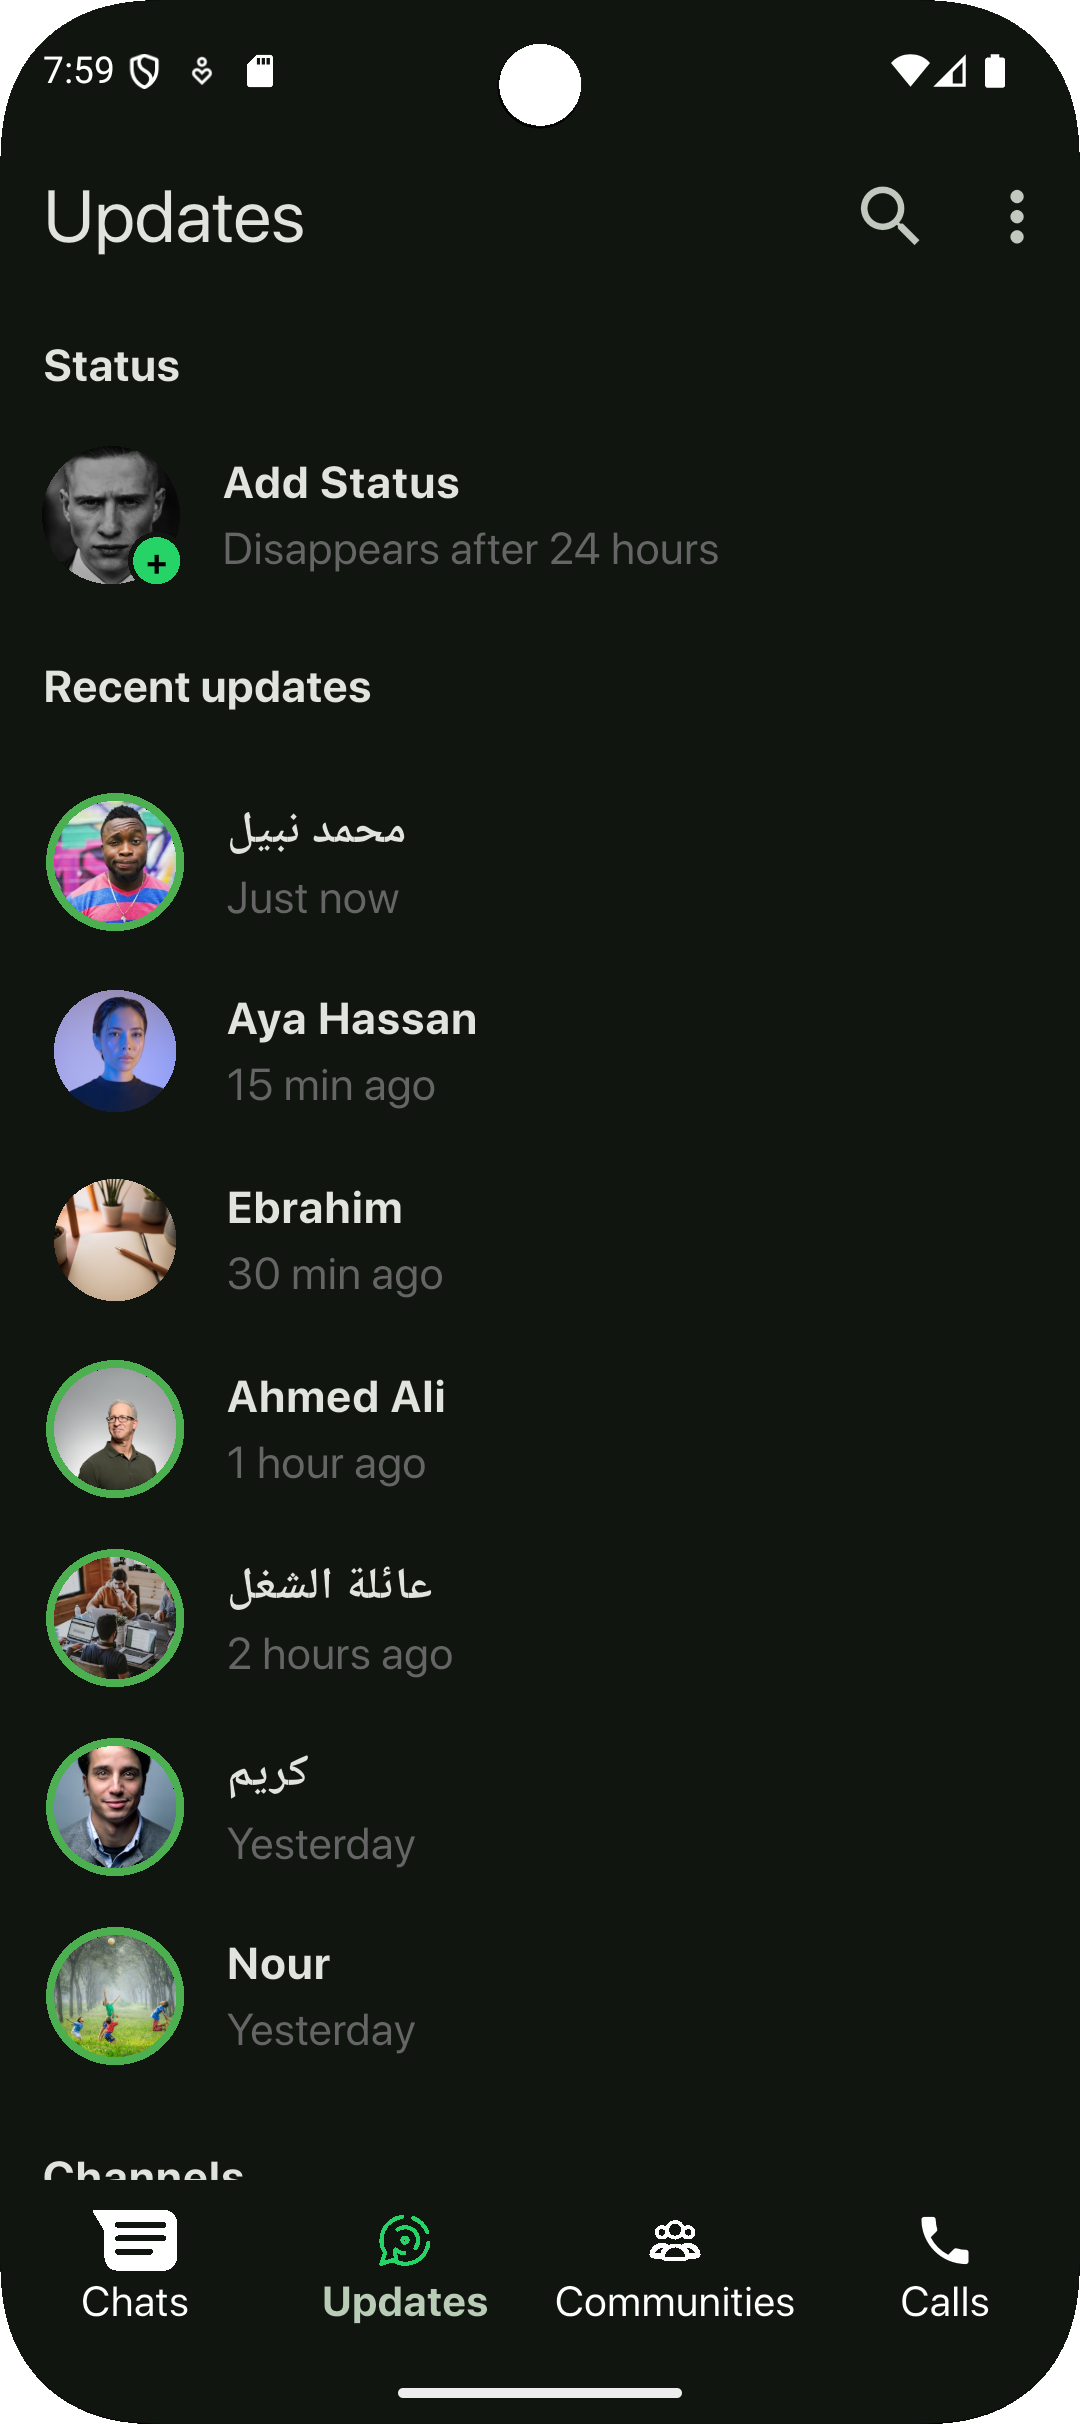 7:59
Updates
Status
Add Status
Disappears after 24 hours
Recent updates
محمد نبيل
Just now
Aya Hassan
15 min ago
Ebrahim
30 min ago
Ahmed Ali
1 hour ago
عائلة الشغل
2 hours ago
كريم
Yesterday
Nour
Yesterday
Channels
Chats
Updates
Communities
Calls